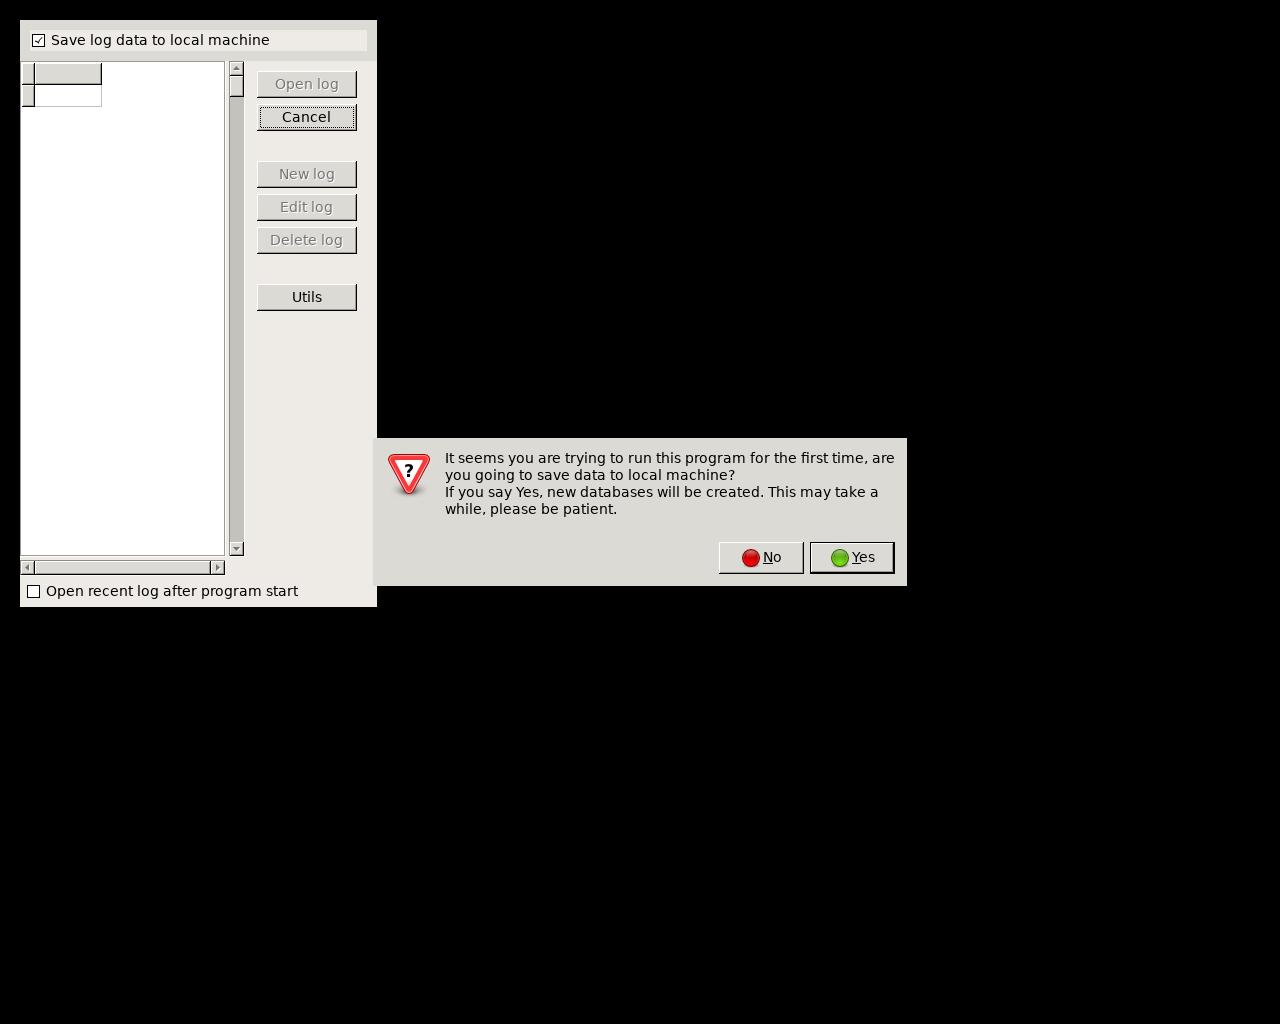 Save log data to local machine
Open log
Cancel
New log
Edit log
Delete log
Utils
It seems you are trying to run this program for the first time, are
you going to save data to local machine?
If you say Yes, new databases will be created. This may take a
while, please be patient.
No
Yes
Open recent log after program start